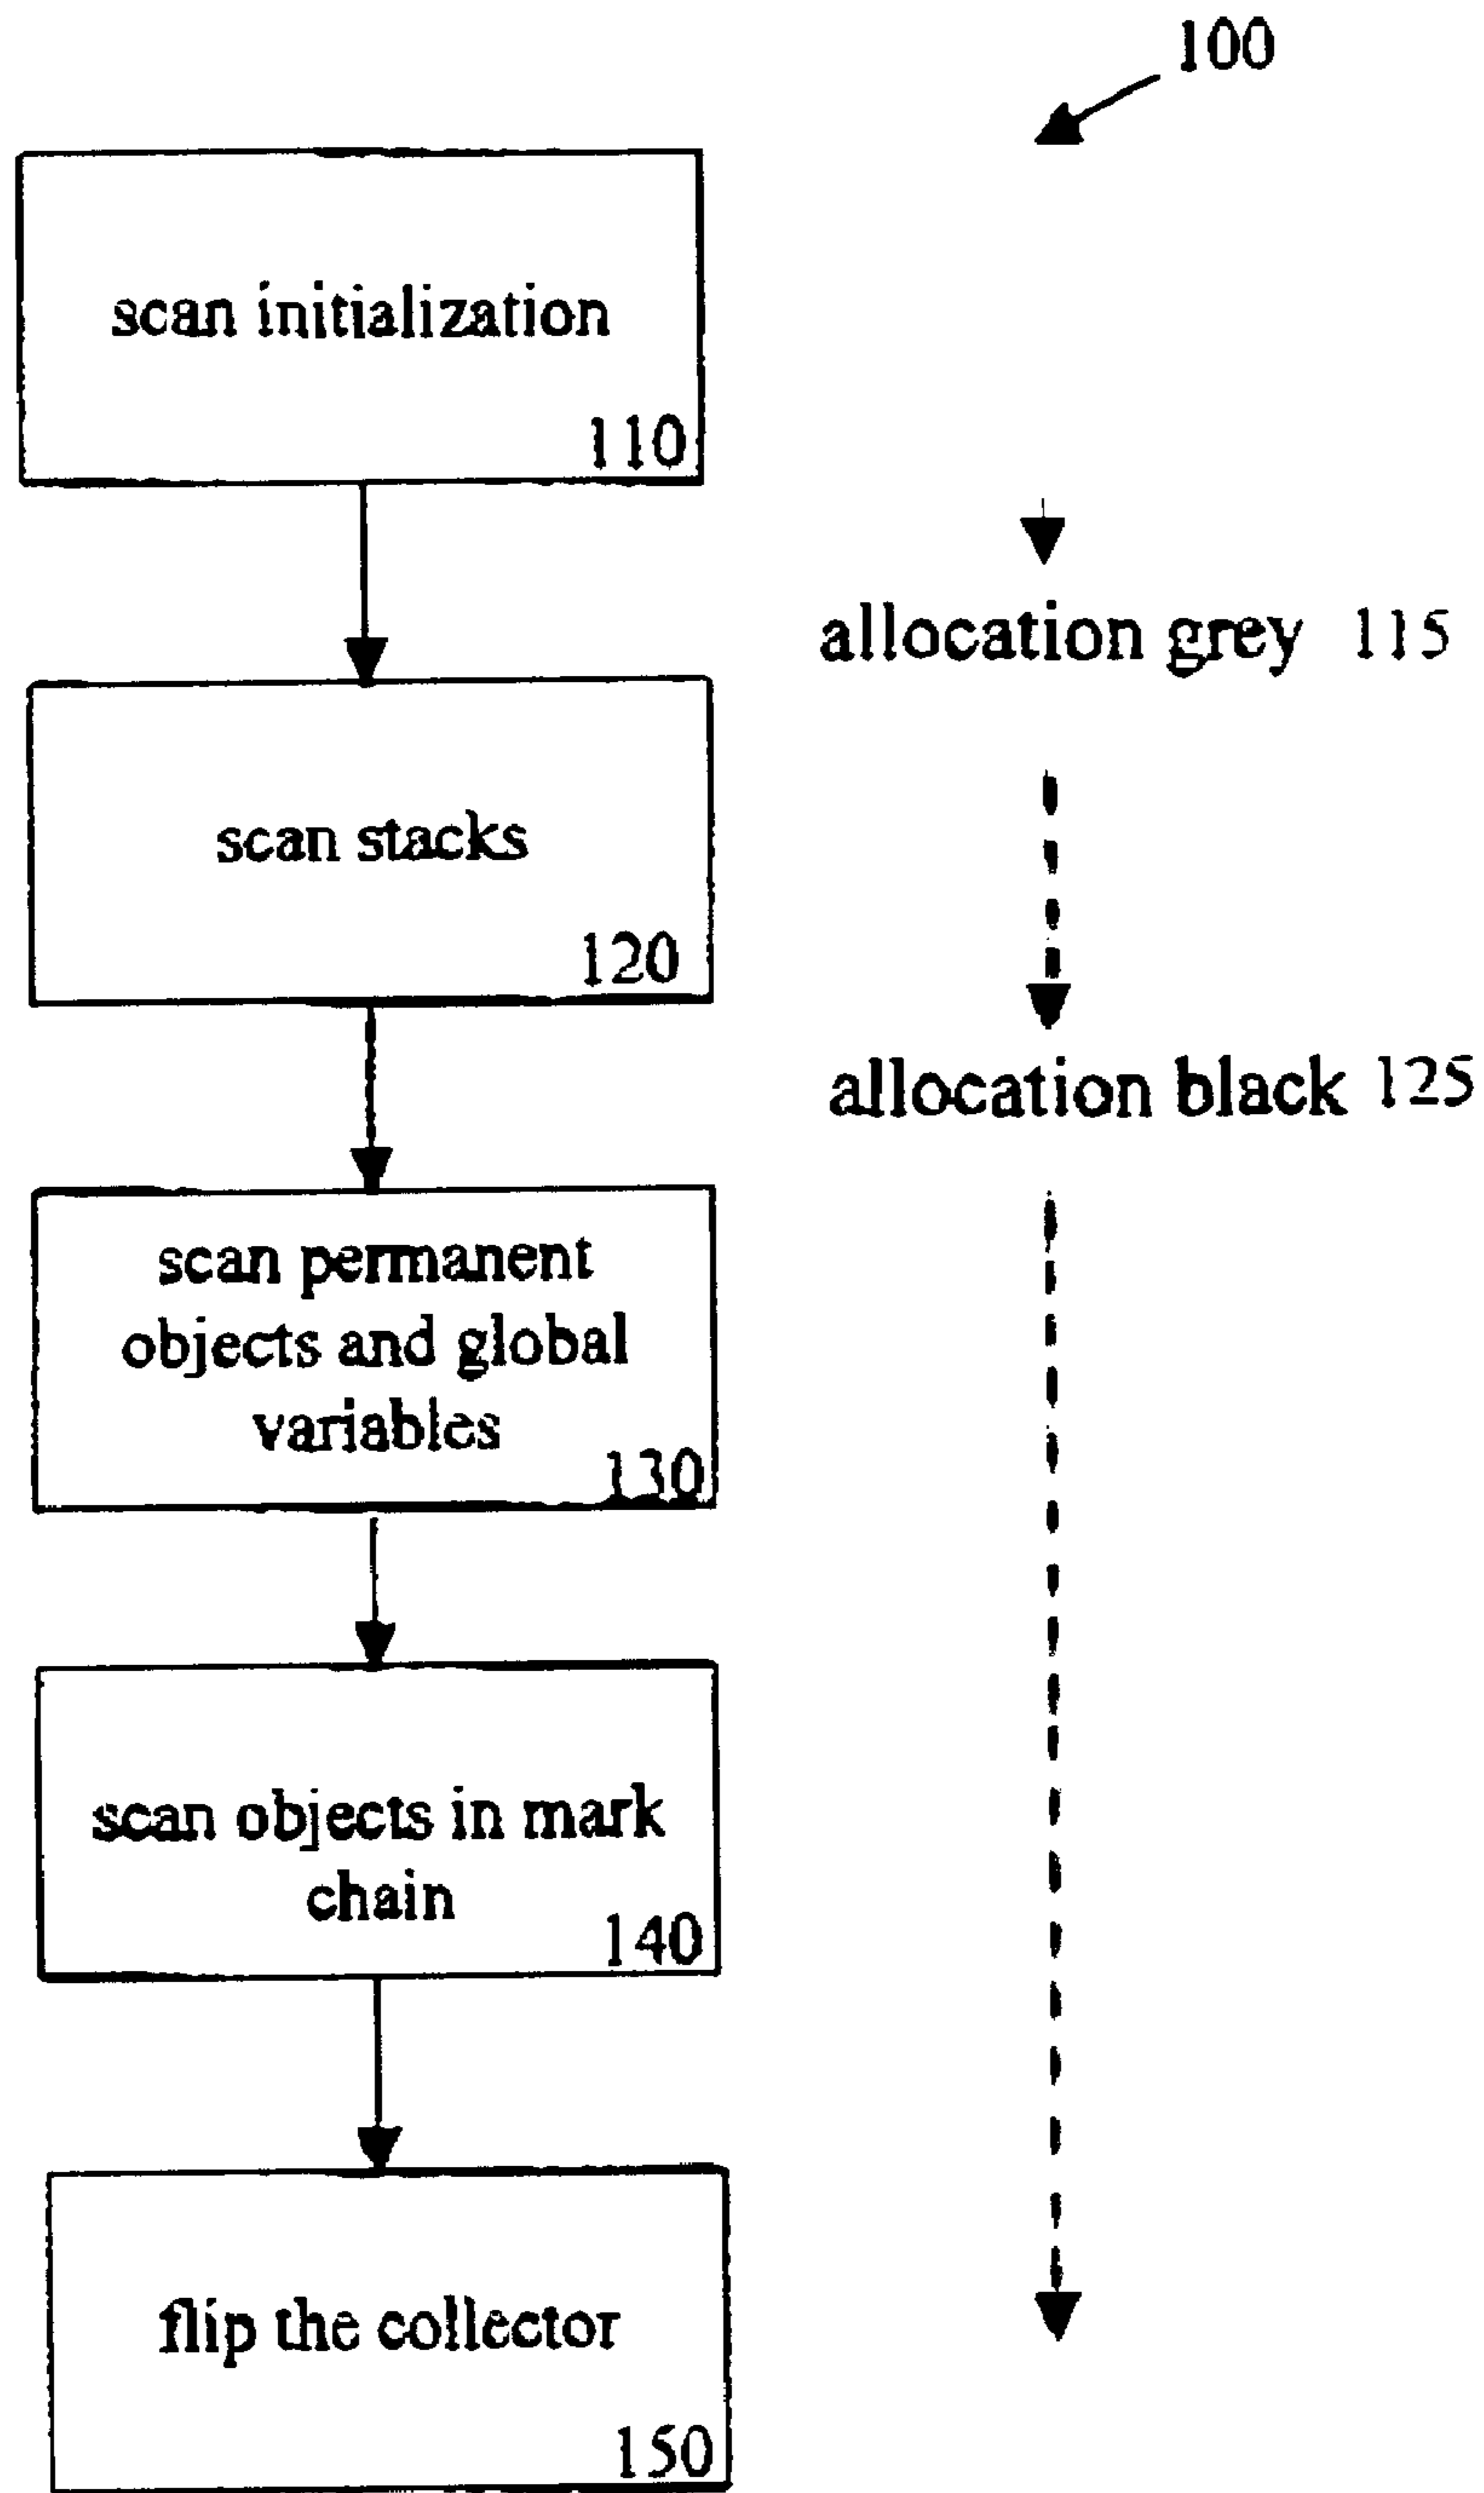 100
scan initialization
110
allocation grey 115
scan stacks
120
allocation black 125
scan permanent
objects and global
variables
130
scan objects in mark
chain
140
flip the collector
150